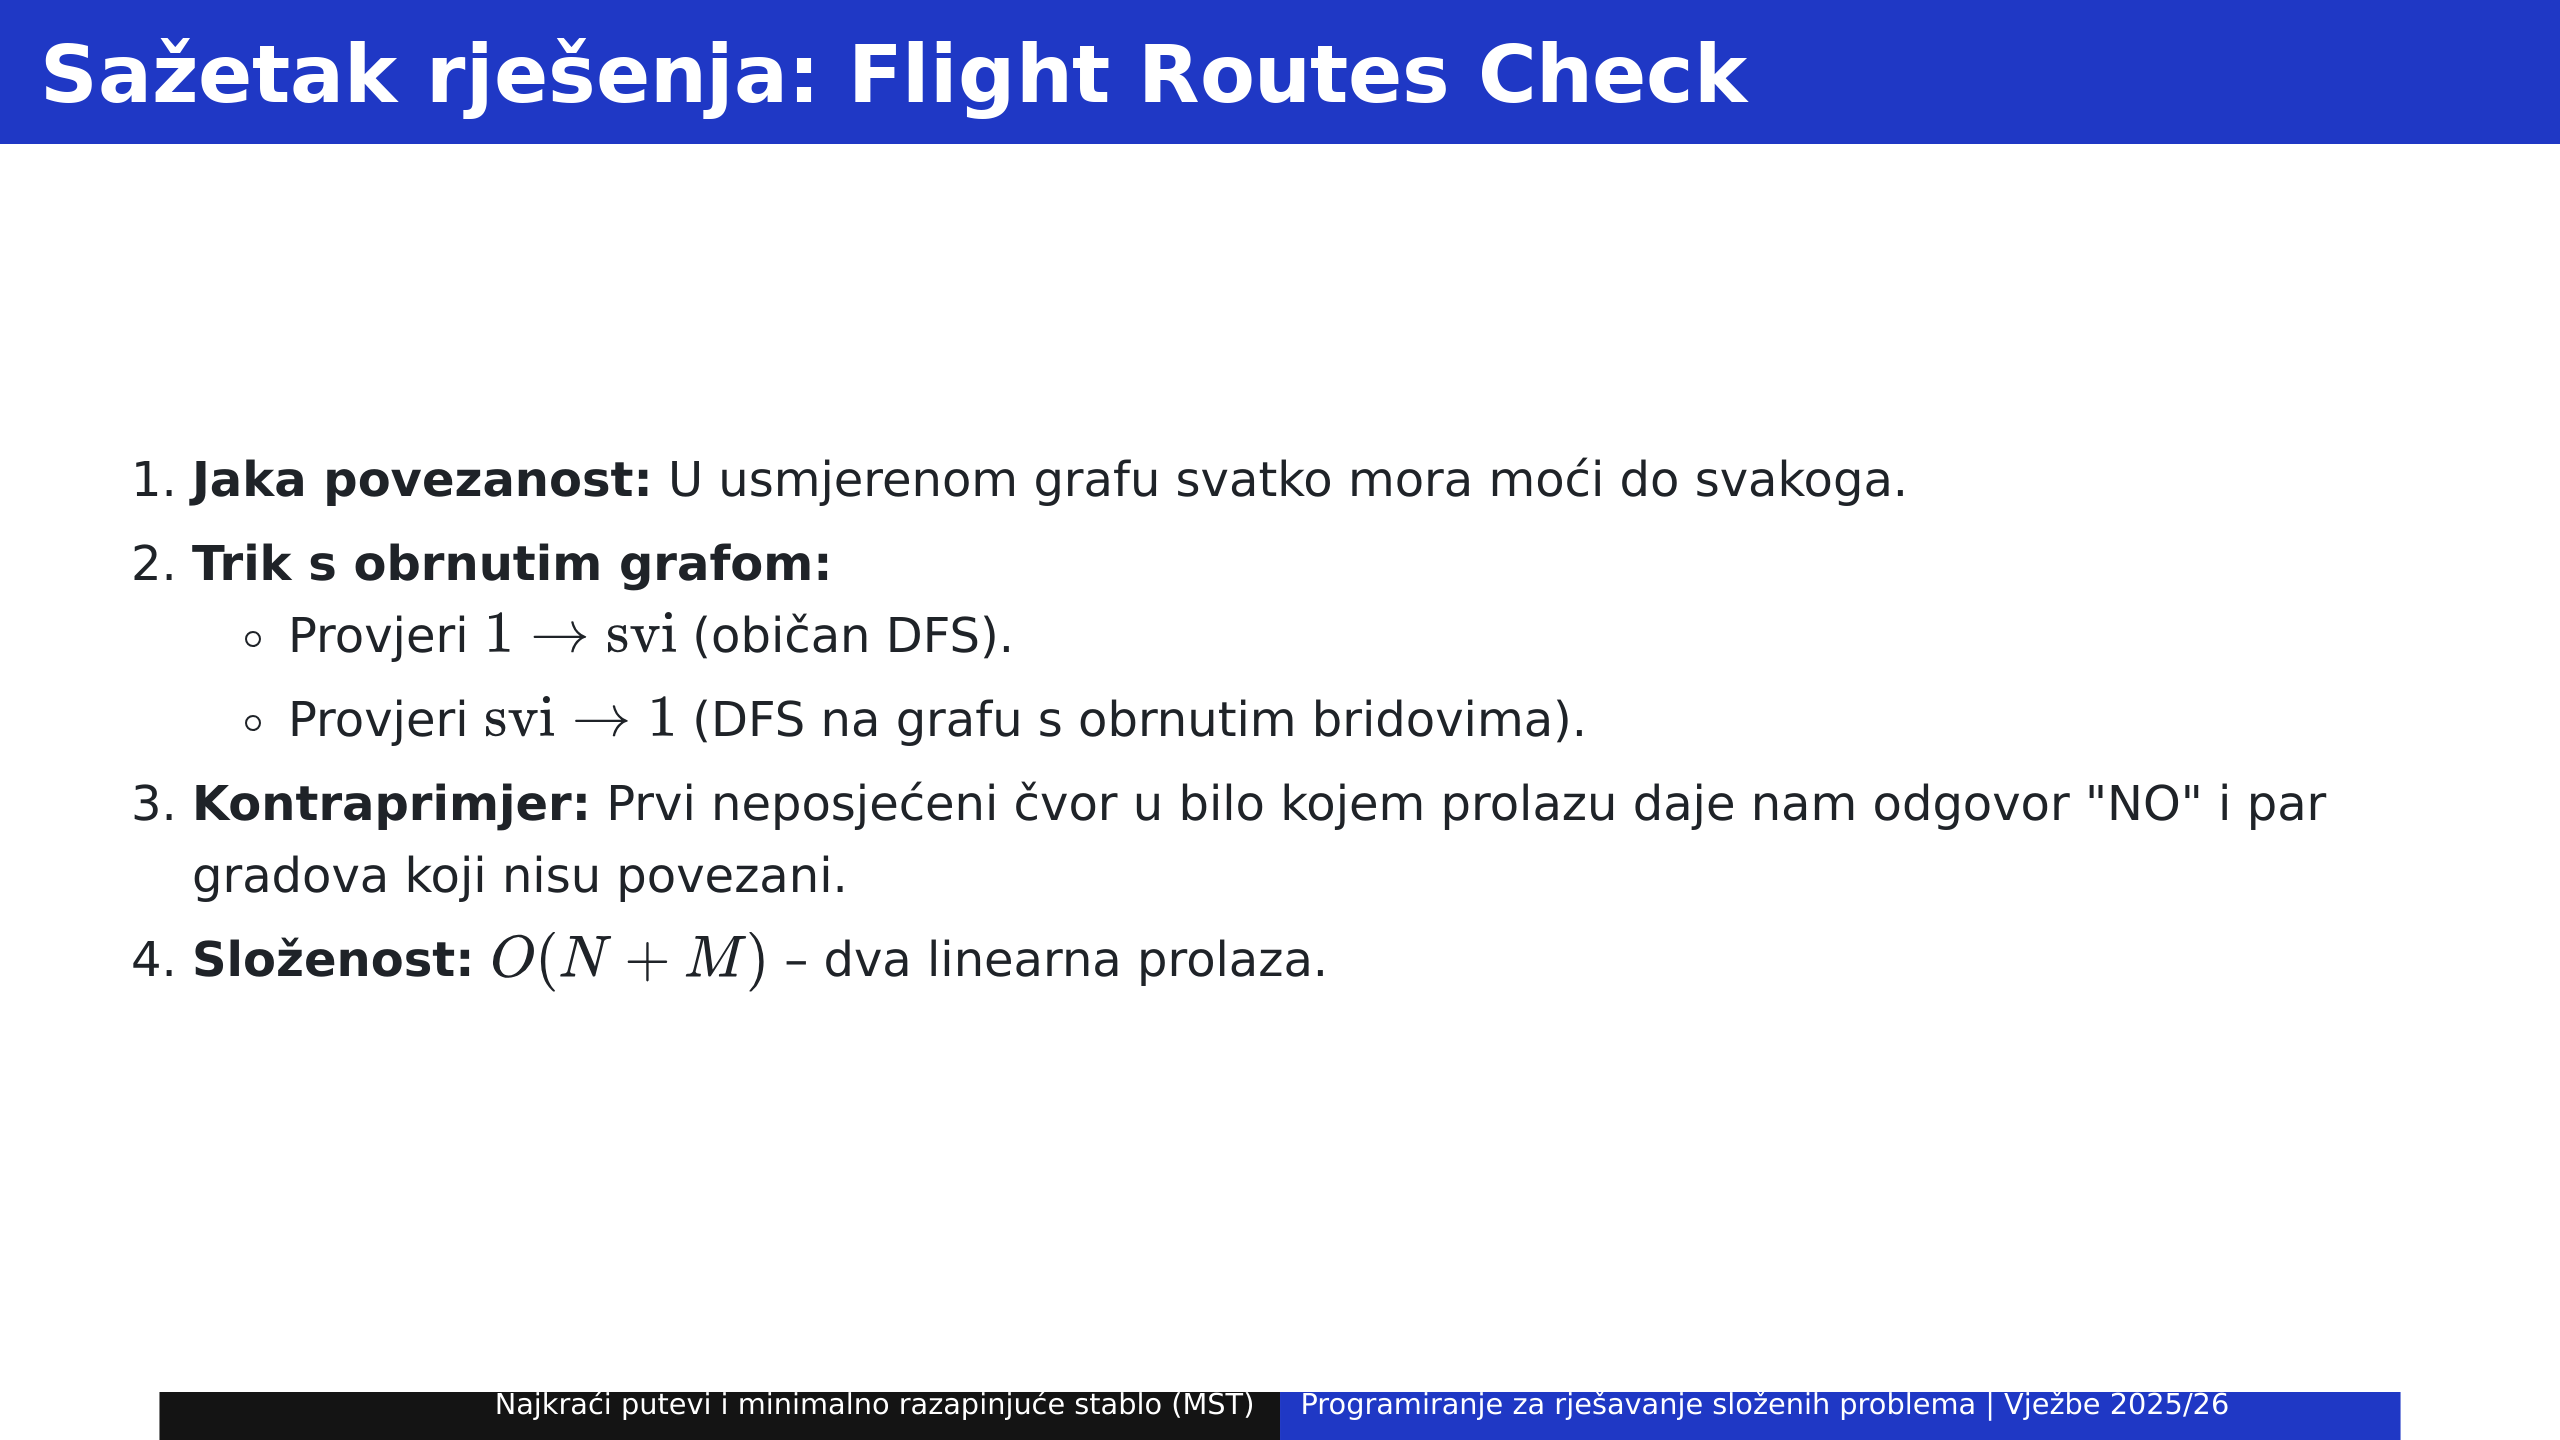 Sažetak rješenja: Flight Routes Check
1. Jaka povezanost: U usmjerenom grafu svatko mora moći do svakoga.
2. Trik s obrnutim grafom:
◦ Provjeri 1 → svi (običan DFS).
◦ Provjeri svi → 1 (DFS na grafu s obrnutim bridovima).
3. Kontraprimjer: Prvi neposjećeni čvor u bilo kojem prolazu daje nam odgovor "NO" i par
gradova koji nisu povezani.
4. Složenost: O(N + M) – dva linearna prolaza.
Najkraći putevi i minimalno razapinjuće stablo (MST)
Programiranje za rješavanje složenih problema | Vježbe 2025/26